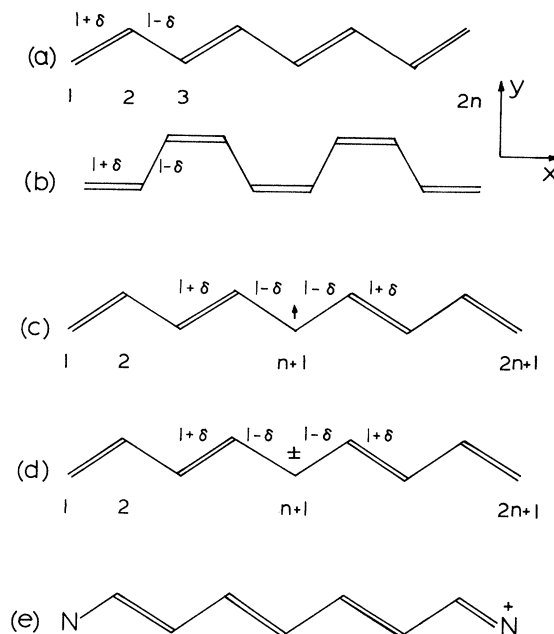 1+δ 1-δ
(a)
1 2 3 2n
y
x
1+δ 1-δ
(b)
1+δ 1-δ 1-δ 1+δ
(c)
1 2 n+1 2n+1
1+δ 1-δ ± 1-δ 1+δ
(d)
1 2 n+1 2n+1
(e) N N+